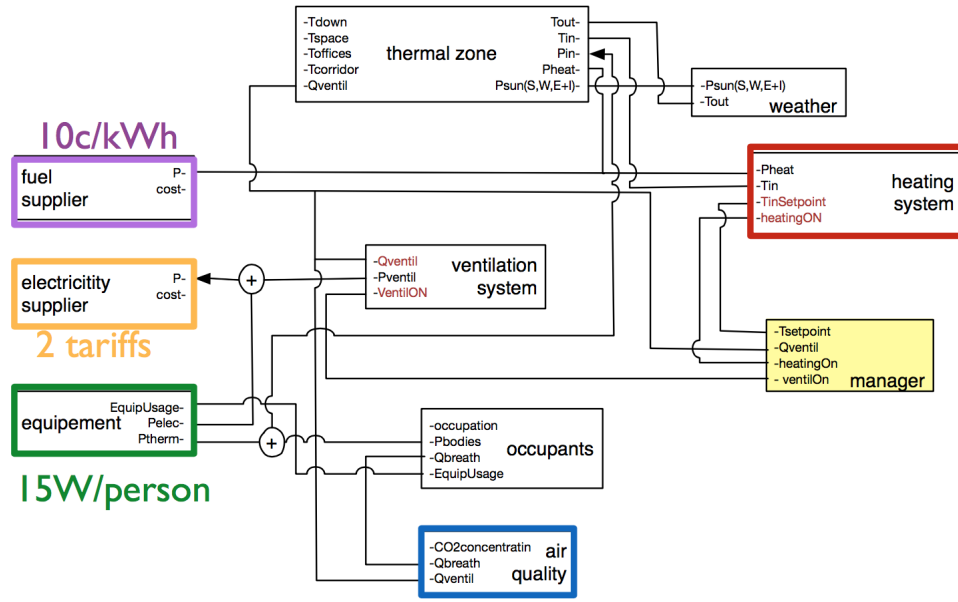 -Tdown
-Tspace
-Toffices
-Tcorridor
-Qventil
thermal zone
Tout-
Tin-
Pin-
Pheat-
Psun(S,W,E+I)-
-Psun(S,W,E+I)
-Tout
weather
10c/kWh
fuel
supplier
P-
cost-
-Pheat
-Tin
-TinSetpoint
-heatingON
heating
system
electricitity
supplier
P-
cost-
2 tariffs
+
-Qventil
-Pventil
-VentilON
ventilation
system
-Tsetpoint
-Qventil
-heatingOn
- ventilOn
manager
equipement
EquipUsage-
Pelec-
Ptherm-
15W/person
+
-occupation
-Pbodies
-Qbreath
-EquipUsage
occupants
-CO2concentratin
-Qbreath
-Qventil
air
quality